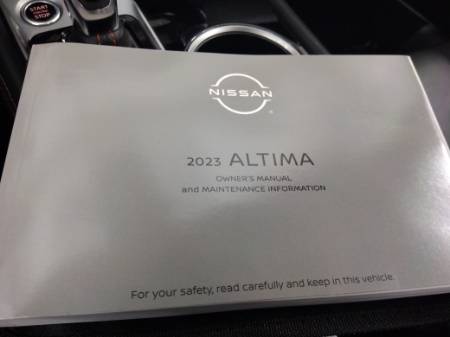 START
STOP
NISSAN
2023 ALTIMA
OWNER'S MANUAL
and MAINTENANCE INFORMATION
For your safety, read carefully and keep in this vehicle.